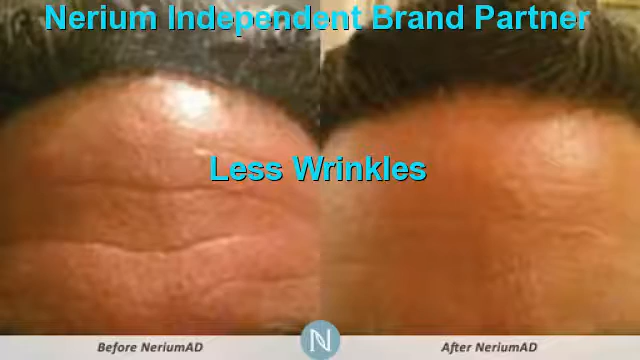 Nerium Independent Brand Partner
Less Wrinkles
Before NeriumAD
N
After NeriumAD